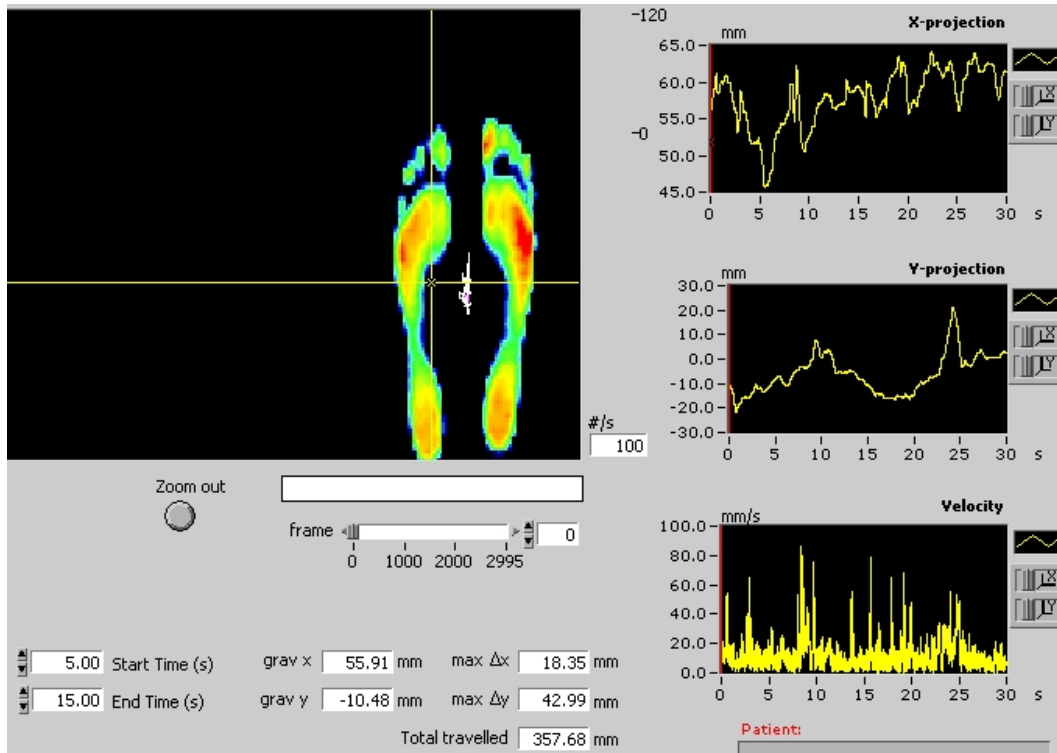 -120
-0
X-projection
mm
65.0
60.0
55.0
50.0
45.0
0 5 10 15 20 25 30 s
X
Y
Y-projection
mm
30.0
20.0
10.0
0.0
-10.0
-20.0
-30.0
0 5 10 15 20 25 30 s
X
Y
#/s
100
Zoom out
frame 0
0 1000 2000 2995
Velocity
mm/s
100.0
80.0
60.0
40.0
20.0
0.0
0 5 10 15 20 25 30 s
X
Y
5.00 Start Time (s) grav x 55.91 mm max Δx 18.35 mm
15.00 End Time (s) grav y -10.48 mm max Δy 42.99 mm
Total travelled 357.68 mm
Patient: